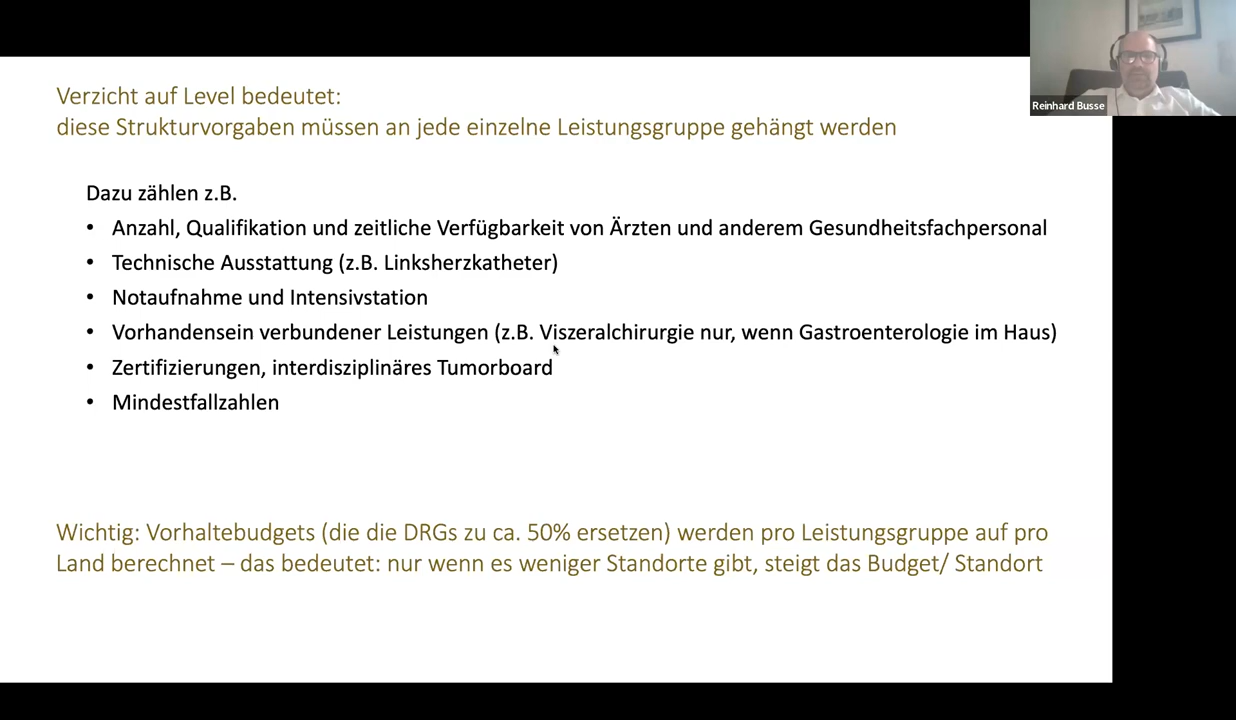 Verzicht auf Level bedeutet:
diese Strukturvorgaben müssen an jede einzelne Leistungsgruppe gehängt werden
Reinhard Busse
Dazu zählen z.B.
• Anzahl, Qualifikation und zeitliche Verfügbarkeit von Ärzten und anderem Gesundheitsfachpersonal
• Technische Ausstattung (z.B. Linksherzkatheter)
• Notaufnahme und Intensivstation
• Vorhandensein verbundener Leistungen (z.B. Viszeralchirurgie nur, wenn Gastroenterologie im Haus)
• Zertifizierungen, interdisziplinäres Tumorboard
• Mindestfallzahlen
Wichtig: Vorhaltebudgets (die die DRGs zu ca. 50% ersetzen) werden pro Leistungsgruppe auf pro
Land berechnet – das bedeutet: nur wenn es weniger Standorte gibt, steigt das Budget/ Standort